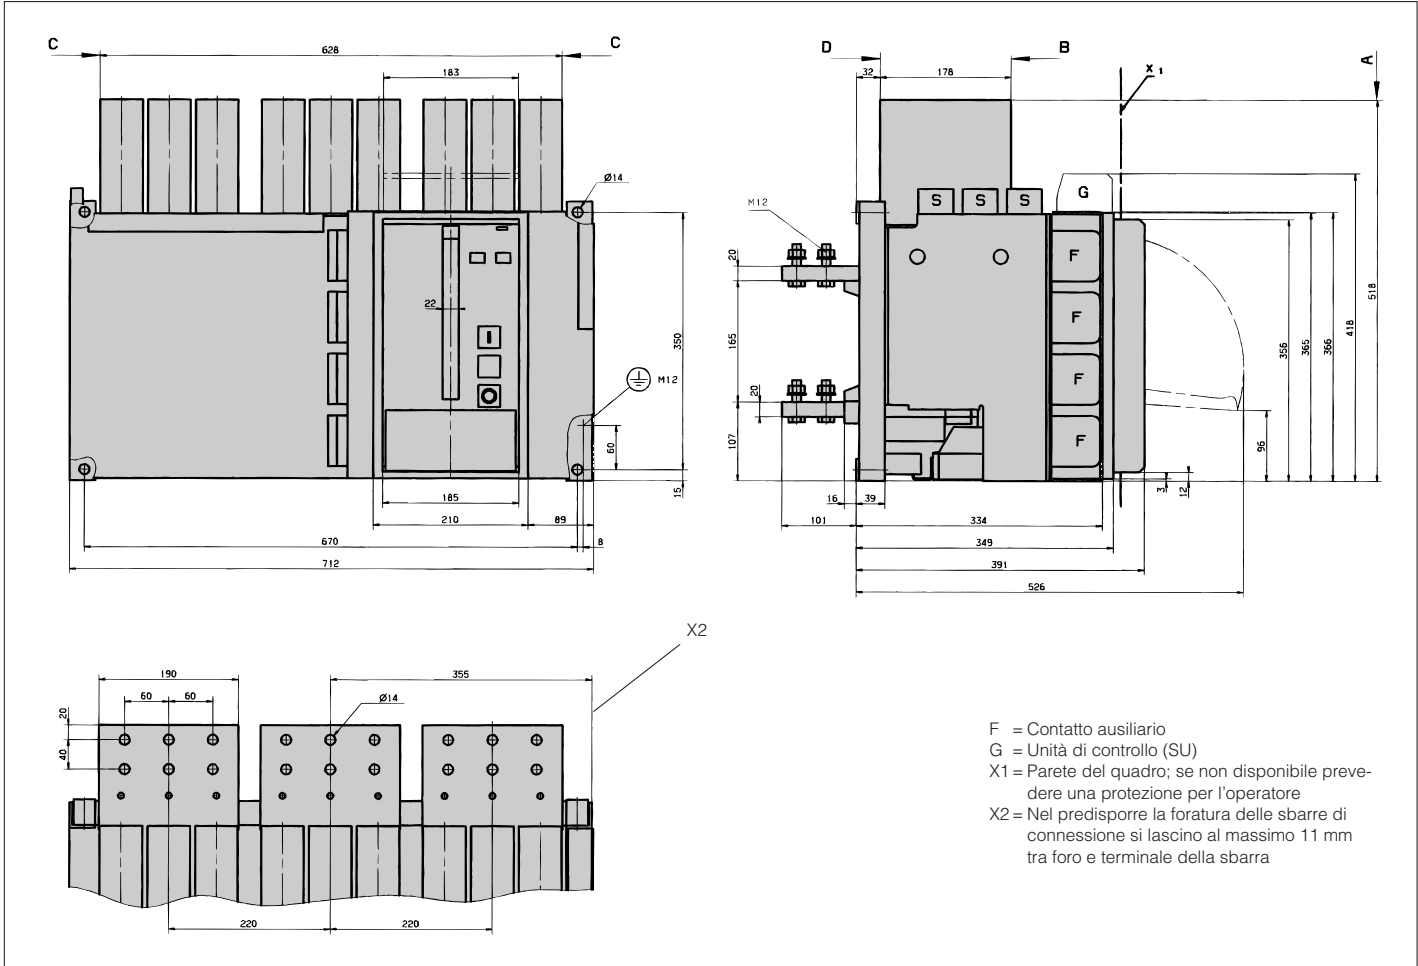 C
628
C
183
Ø14
22
I
350
M12
60
15
185
210
89
670
8
712
D
B
A
32
178
X 1
G
S
S
S
M12
20
F
F
F
F
165
20
107
518
418
356
365
366
96
3
12
16
39
101
334
349
391
526
X2
190
355
60
60
Ø14
20
40
220
220
F = Contatto ausiliario
G = Unità di controllo (SU)
X1 = Parete del quadro; se non disponibile preve-
dere una protezione per l'operatore
X2 = Nel predisporre la foratura delle sbarre di
connessione si lascino al massimo 11 mm
tra foro e terminale della sbarra